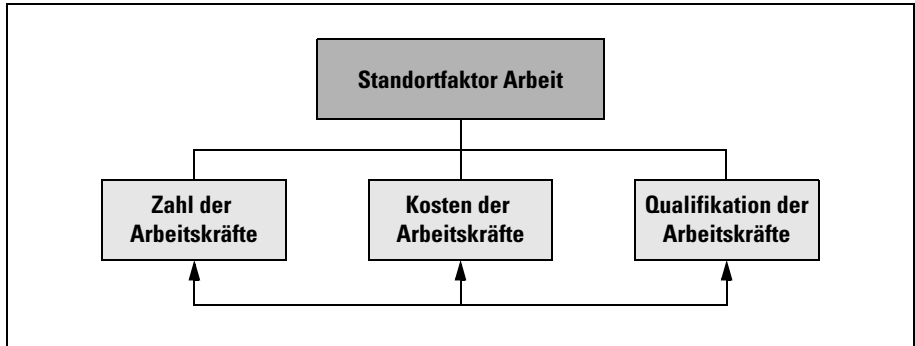 Standortfaktor Arbeit
Zahl der
Arbeitskräfte
Kosten der
Arbeitskräfte
Qualifikation der
Arbeitskräfte